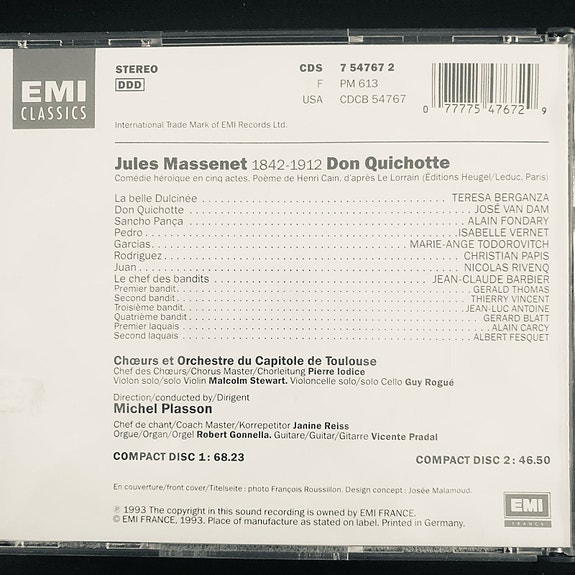 EMI
CLASSICS
STEREO
DDD
CDS 7 54767 2
F PM 613
USA CDCB 54767
0 77775 47672 9
International Trade Mark of EMI Records Ltd.
Jules Massenet 1842-1912 Don Quichotte
Comédie héroïque en cinq actes. Poème de Henri Cain, d'après Le Lorrain (Éditions Heugel/Leduc, Paris)
La belle Dulcinée TERESA BERGANZA
Don Quichotte JOSÉ VAN DAM
Sancho Pança ALAIN FONDARY
Pedro ISABELLE VERNET
Garcias MARIE-ANGE TODOROVITCH
Rodriguez CHRISTIAN PAPIS
Juan NICOLAS RIVENQ
Le chef des bandits JEAN-CLAUDE BARBIER
Premier bandit GERALD THOMAS
Second bandit THIERRY VINCENT
Troisième bandit JEAN-LUC ANTOINE
Quatrième bandit GERARD BLATT
Premier laquais ALAIN CARCY
Second laquais ALBERT FESQUET
Chœurs et Orchestre du Capitole de Toulouse
Chef des Chœurs/Chorus Master/Chorleitung Pierre Iodice
Violon solo/solo Violin Malcolm Stewart. Violoncelle solo/solo Cello Guy Rogué
Direction/conducted by/Dirigent
Michel Plasson
Chef de chant/Coach Master/Korrepetitor Janine Reiss
Orgue/Organ/Orgel Robert Gonnella. Guitare/Guitar/Gitarre Vicente Pradal
COMPACT DISC 1: 68.23
COMPACT DISC 2: 46.50
En couverture/front cover/Titelseite : photo François Roussillon. Design concept : Josée Malamoud.
℗ 1993 The copyright in this sound recording is owned by EMI FRANCE.
© EMI FRANCE, 1993. Place of manufacture as stated on label. Printed in Germany.
EMI
FRANCE